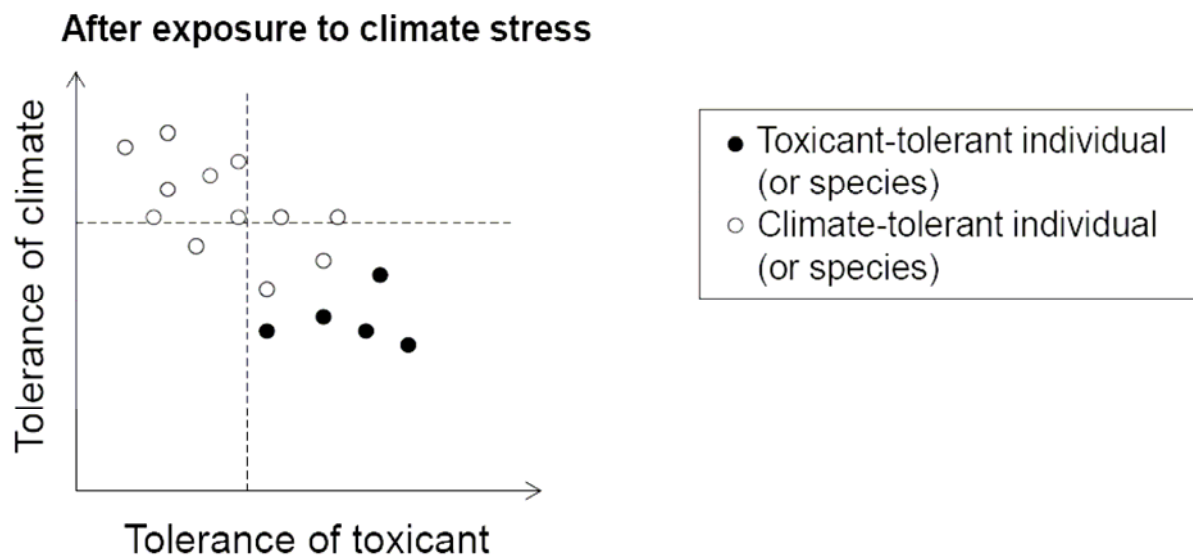 After exposure to climate stress
Tolerance of climate
Tolerance of toxicant
Toxicant-tolerant individual
(or species)
Climate-tolerant individual
(or species)